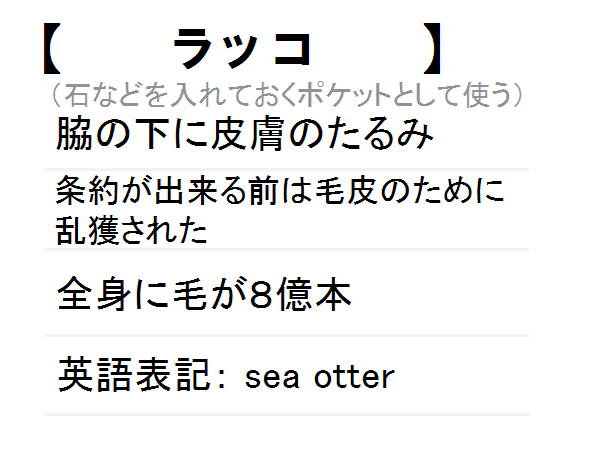 【　ラッコ　】
（石などを入れておくポケットとして使う）
脇の下に皮膚のたるみ
条約が出来る前は毛皮のために
乱獲された
全身に毛が８億本
英語表記： sea otter